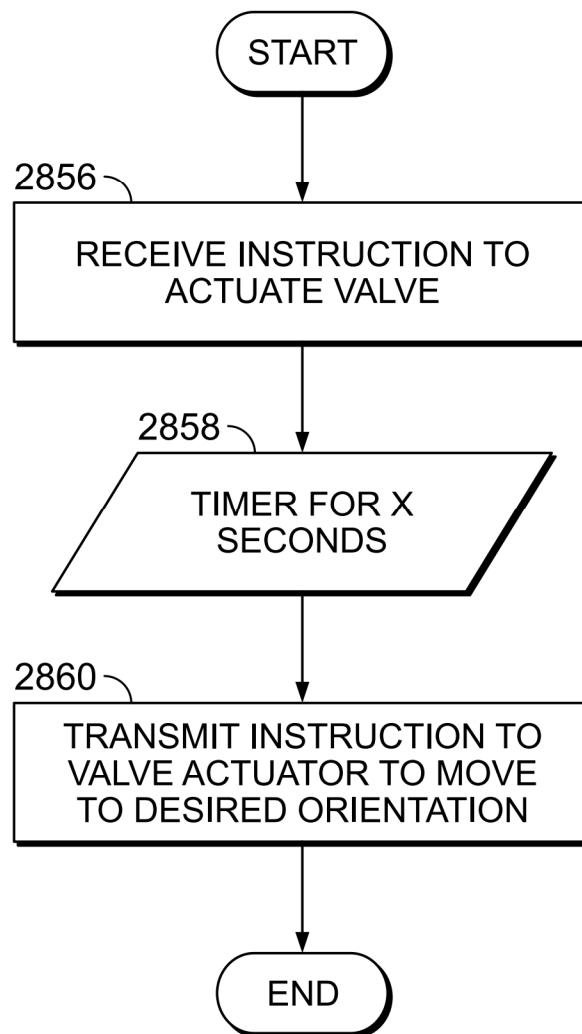 START
2856
RECEIVE INSTRUCTION TO
ACTUATE VALVE
2858
TIMER FOR X
SECONDS
2860
TRANSMIT INSTRUCTION TO
VALVE ACTUATOR TO MOVE
TO DESIRED ORIENTATION
END